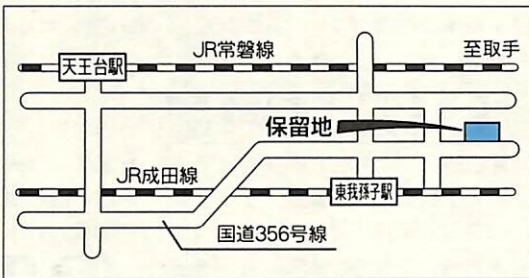 JR常磐線
至取手
天王台駅
保留地
JR成田線
東我孫子駅
国道356号線